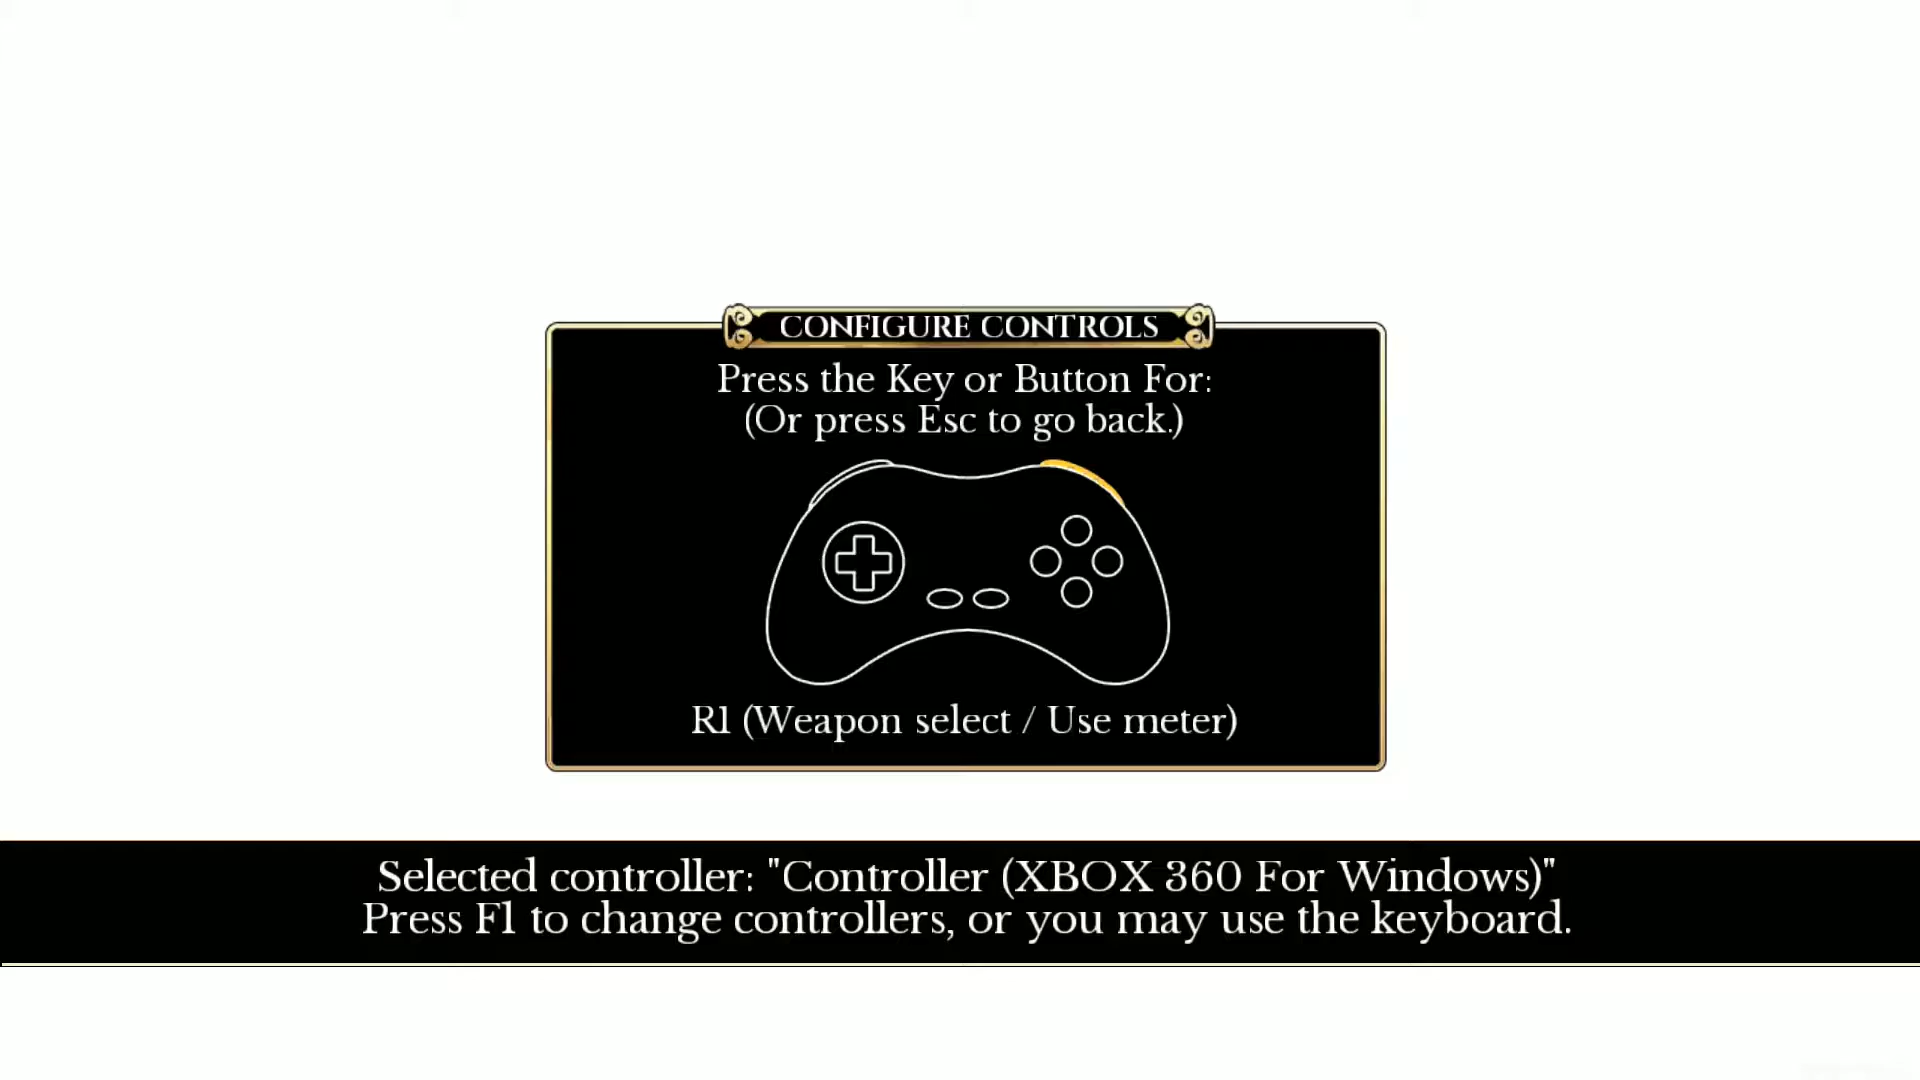 CONFIGURE CONTROLS
Press the Key or Button For:
(Or press Esc to go back.)
R1 (Weapon select / Use meter)
Selected controller: "Controller (XBOX 360 For Windows)"
Press F1 to change controllers, or you may use the keyboard.